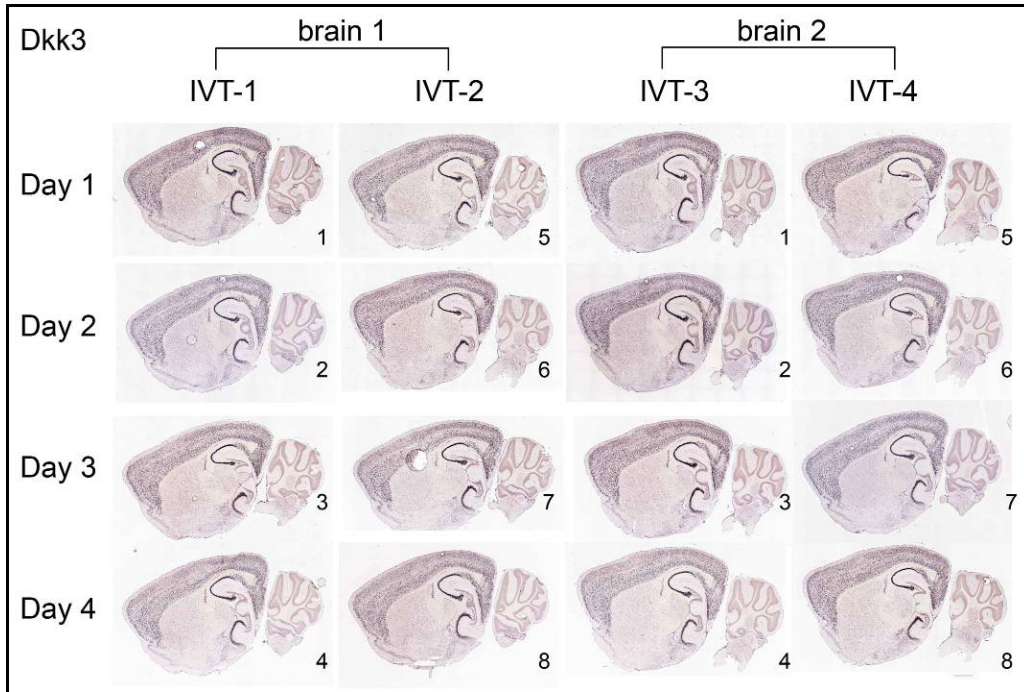 Dkk3
brain 1 brain 2
IVT-1 IVT-2 IVT-3 IVT-4
Day 1
1 5 1 5
Day 2
2 6 2 6
Day 3
3 7 3 7
Day 4
4 8 4 8